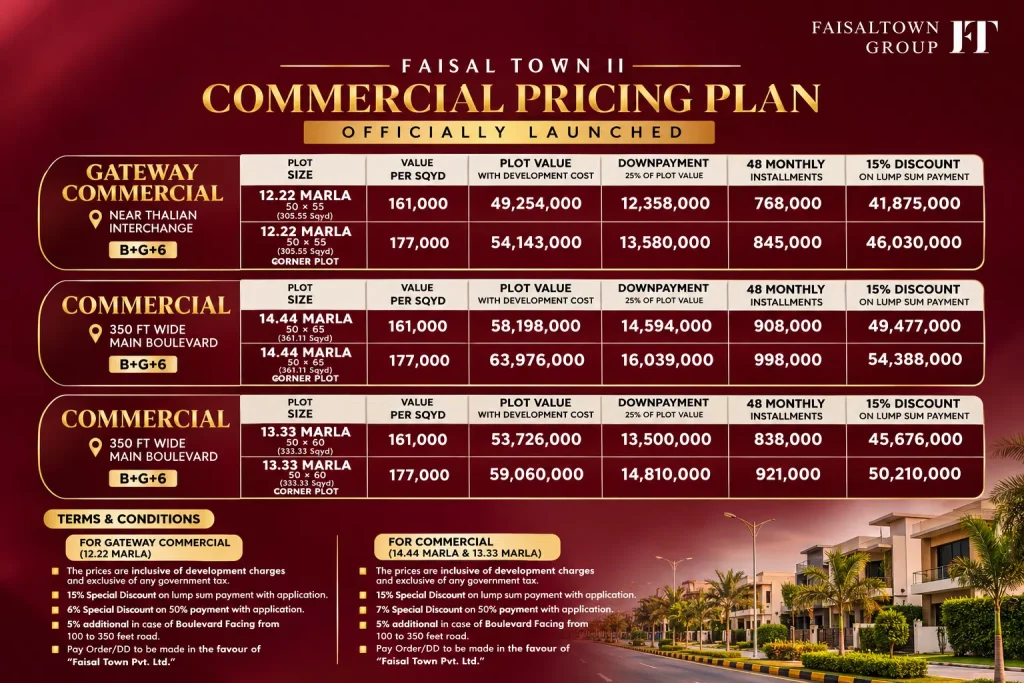 FAISALTOWN
GROUP
FT
FAISAL TOWN II
COMMERCIAL PRICING PLAN
OFFICIALLY LAUNCHED
GATEWAY
COMMERCIAL
NEAR THALIAN
INTERCHANGE
B+G+6
PLOT
SIZE
VALUE
PER SQYD
PLOT VALUE
WITH DEVELOPMENT COST
DOWNPAYMENT
25% OF PLOT VALUE
48 MONTHLY
INSTALLMENTS
15% DISCOUNT
ON LUMP SUM PAYMENT
12.22 MARLA
50 × 55
(305.55 Sqyd)
161,000
49,254,000
12,358,000
768,000
41,875,000
12.22 MARLA
50 × 55
(305.55 Sqyd)
CORNER PLOT
177,000
54,143,000
13,580,000
845,000
46,030,000
COMMERCIAL
350 FT WIDE
MAIN BOULEVARD
B+G+6
PLOT
SIZE
VALUE
PER SQYD
PLOT VALUE
WITH DEVELOPMENT COST
DOWNPAYMENT
25% OF PLOT VALUE
48 MONTHLY
INSTALLMENTS
15% DISCOUNT
ON LUMP SUM PAYMENT
14.44 MARLA
50 × 65
(361.11 Sqyd)
161,000
58,198,000
14,594,000
908,000
49,477,000
14.44 MARLA
50 × 65
(361.11 Sqyd)
CORNER PLOT
177,000
63,976,000
16,039,000
998,000
54,388,000
COMMERCIAL
350 FT WIDE
MAIN BOULEVARD
B+G+6
PLOT
SIZE
VALUE
PER SQYD
PLOT VALUE
WITH DEVELOPMENT COST
DOWNPAYMENT
25% OF PLOT VALUE
48 MONTHLY
INSTALLMENTS
15% DISCOUNT
ON LUMP SUM PAYMENT
13.33 MARLA
50 × 60
(333.33 Sqyd)
161,000
53,726,000
13,500,000
838,000
45,676,000
13.33 MARLA
50 × 60
(333.33 Sqyd)
CORNER PLOT
177,000
59,060,000
14,810,000
921,000
50,210,000
TERMS & CONDITIONS
FOR GATEWAY COMMERCIAL
(12.22 MARLA)
The prices are inclusive of development charges
and exclusive of any government tax.
15% Special Discount on lump sum payment with application.
6% Special Discount on 50% payment with application.
5% additional in case of Boulevard Facing from
100 to 350 feet road.
Pay Order/DD to be made in the favour of
"Faisal Town Pvt. Ltd."
FOR COMMERCIAL
(14.44 MARLA & 13.33 MARLA)
The prices are inclusive of development charges
and exclusive of any government tax.
15% Special Discount on lump sum payment with application.
7% Special Discount on 50% payment with application.
5% additional in case of Boulevard Facing from
100 to 350 feet road.
Pay Order/DD to be made in the favour of
"Faisal Town Pvt. Ltd."